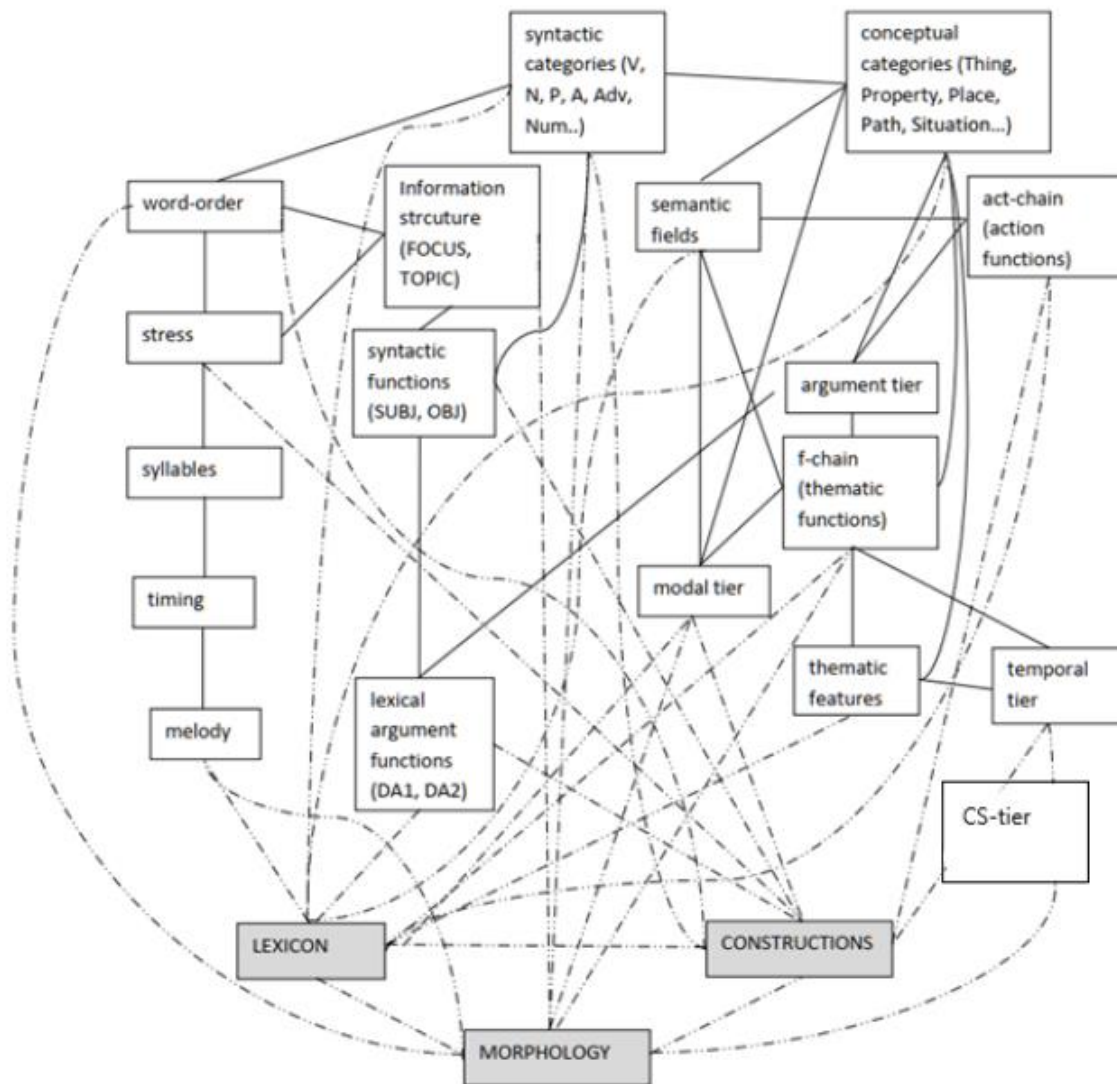 syntactic
categories (V,
N, P, A, Adv,
Num..)
conceptual
categories (Thing,
Property, Place,
Path, Situation...)
word-order
Information
strcuture
(FOCUS,
TOPIC)
semantic
fields
act-chain
(action
functions)
stress
syntactic
functions
(SUBJ, OBJ)
argument tier
syllables
f-chain
(thematic
functions)
timing
modal tier
thematic
features
temporal
tier
melody
lexical
argument
functions
(DA1, DA2)
CS-tier
LEXICON
CONSTRUCTIONS
MORPHOLOGY